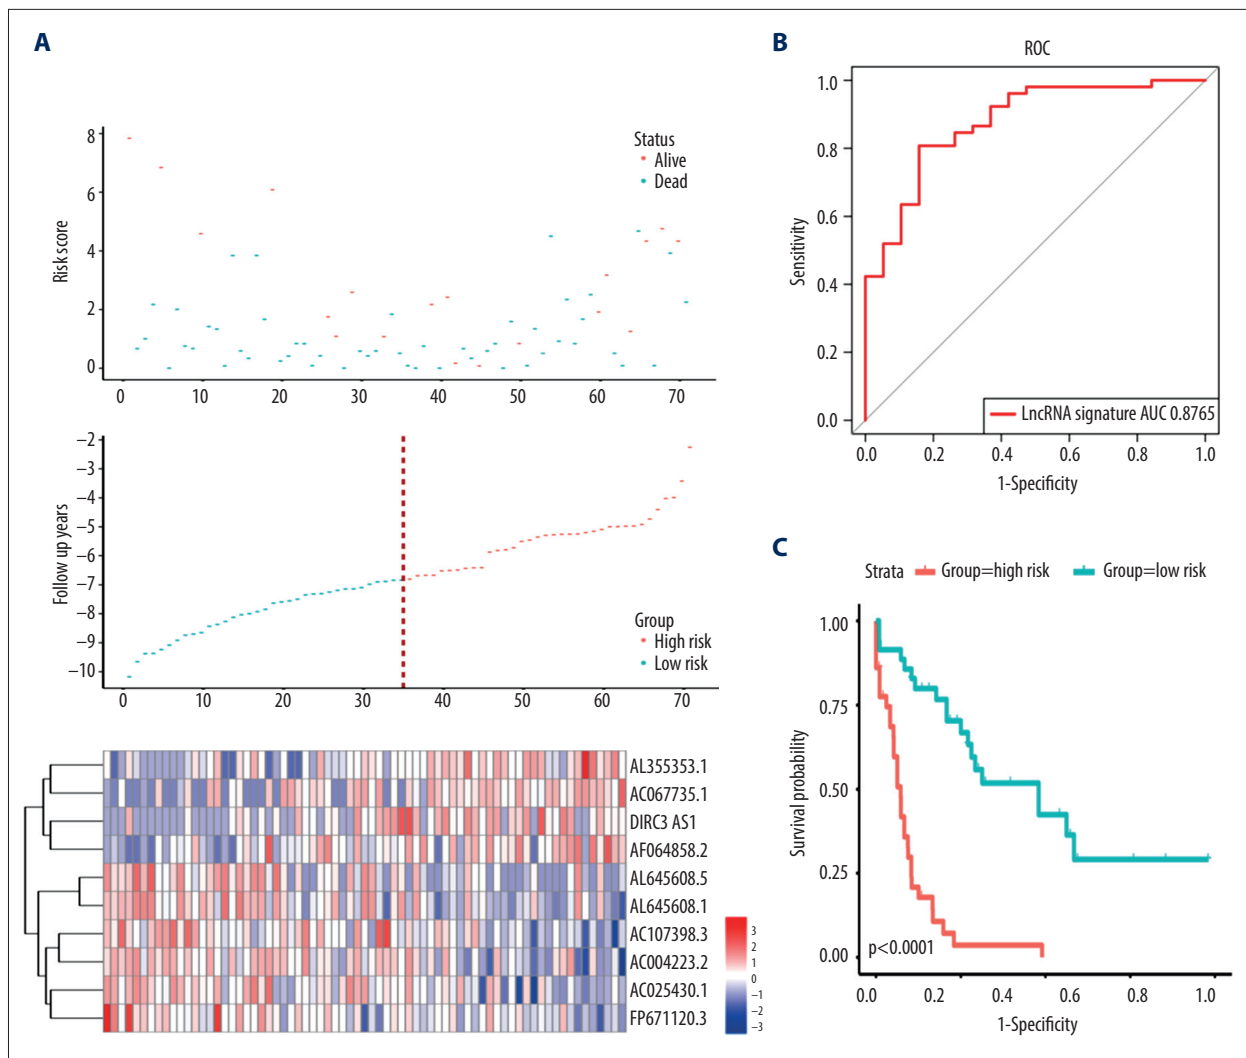 A
Status
Alive
Dead
Risk score
8
6
4
2
0
0 10 20 30 40 50 60 70
Follow up years
−2
−3
−4
−5
−6
−7
−8
−9
−10
Group
High risk
Low risk
0 10 20 30 40 50 60 70
AL355353.1
AC067735.1
DIRC3 AS1
AF064858.2
AL645608.5
AL645608.1
AC107398.3
AC004223.2
AC025430.1
FP671120.3
3
2
1
0
−1
−2
−3
B
ROC
Sensitivity
1.0
0.8
0.6
0.4
0.2
0.0
LncRNA signature AUC 0.8765
0.0 0.2 0.4 0.6 0.8 1.0
1-Specificity
C
Strata Group=high risk Group=low risk
Survival probability
1.00
0.75
0.50
0.25
0.00
p<0.0001
0.0 0.2 0.4 0.6 0.8 1.0
1-Specificity